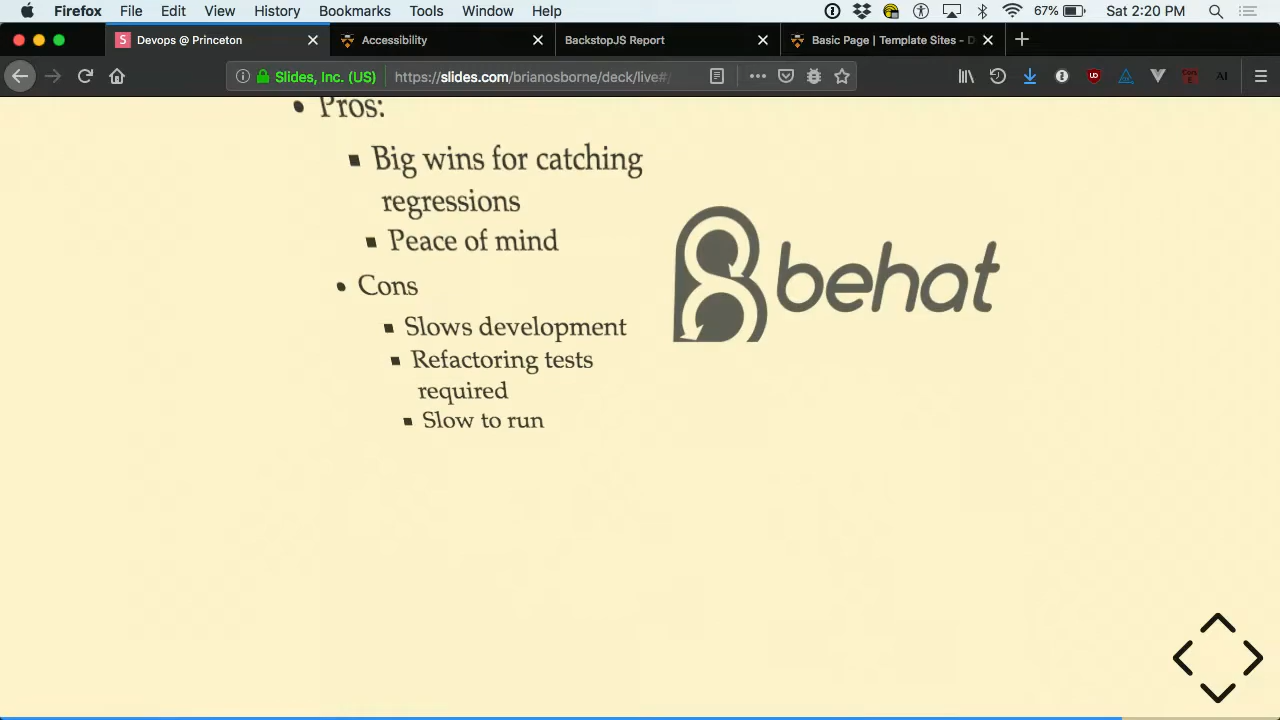 Firefox File Edit View History Bookmarks Tools Window Help 67% Sat 2:20 PM
S Devops @ Princeton Accessibility BackstopJS Report Basic Page | Template Sites - D
Slides, Inc. (US) https://slides.com/brianosborne/deck/live#/
Pros:
Big wins for catching
regressions
Peace of mind
Cons
Slows development
Refactoring tests
required
Slow to run
behat